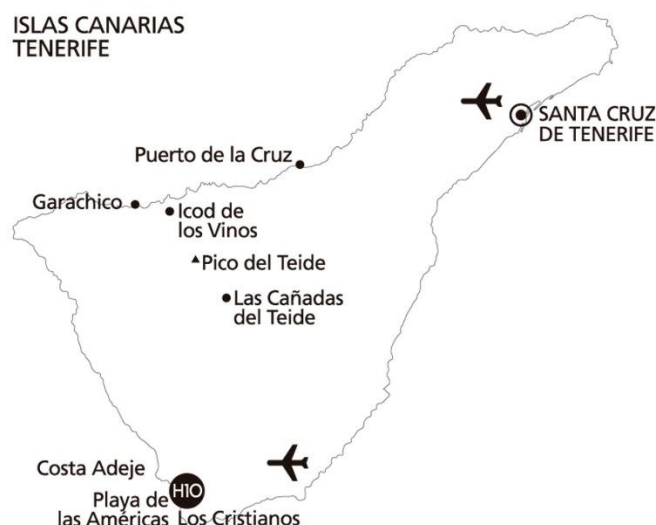 ISLAS CANARIAS
TENERIFE
SANTA CRUZ
DE TENERIFE
Puerto de la Cruz
Garachico
Icod de
los Vinos
Pico del Teide
Las Cañadas
del Teide
Costa Adeje
H10
Playa de
las Américas
Los Cristianos